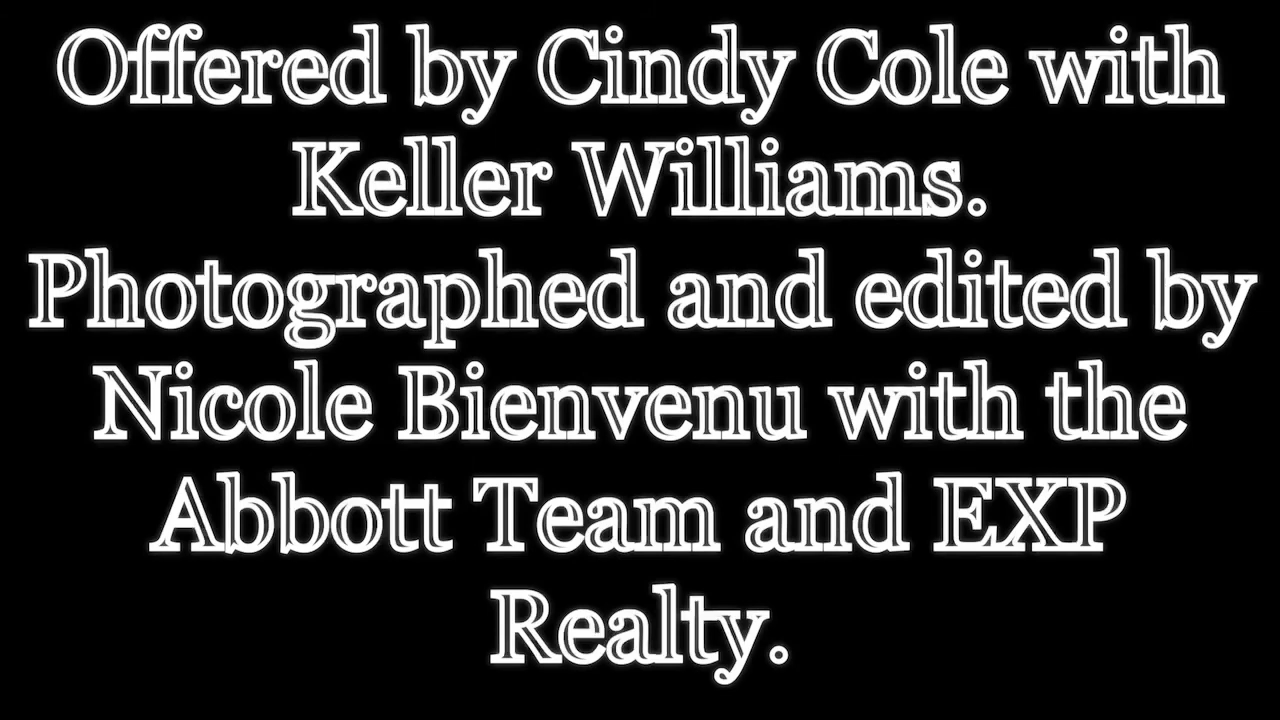 Offered by Cindy Cole with
Keller Williams.
Photographed and edited by
Nicole Bienvenu with the
Abbott Team and EXP
Realty.